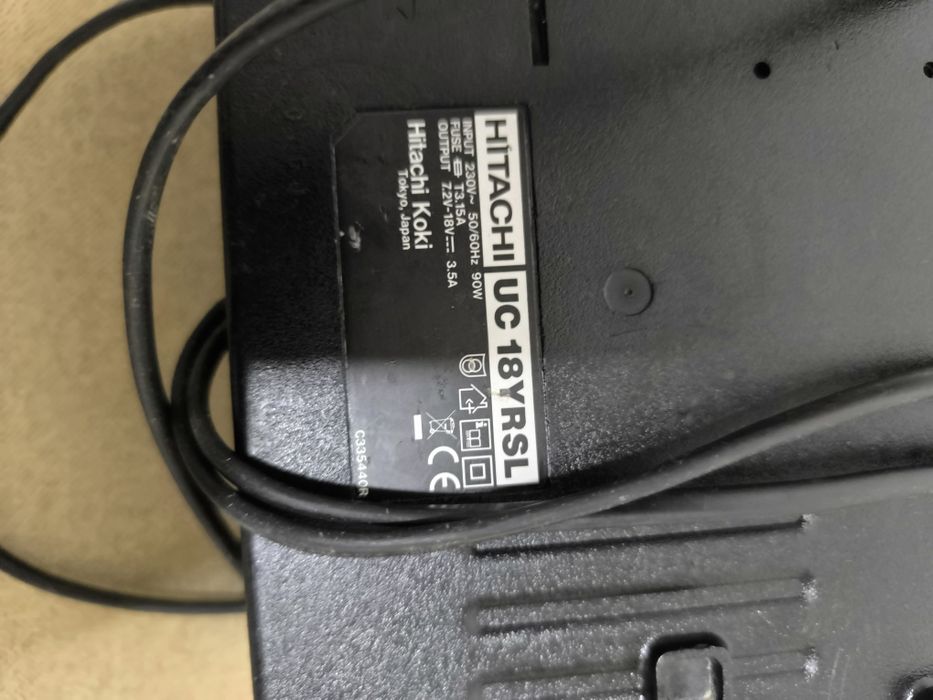 HITACHI UC 18YRSL
INPUT 230V~ 50/60Hz 90W
FUSE T3.15A
OUTPUT 7.2V-18V⎓ 3.5A
Hitachi Koki
Tokyo, Japan
CE
C335440R